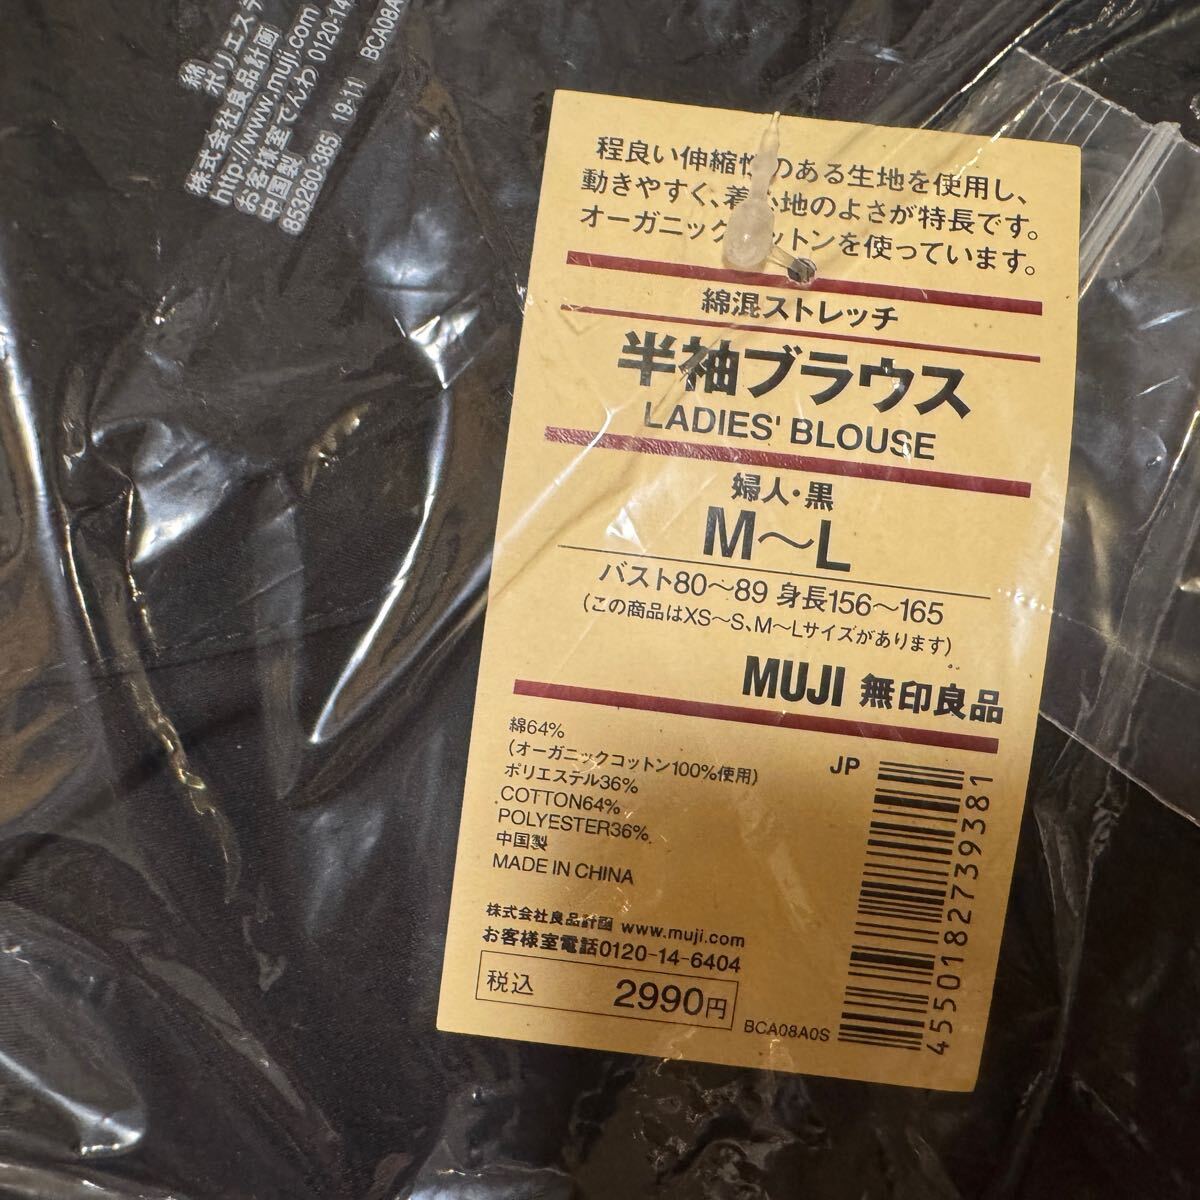 綿
ポリエステ
株式会社良品計画
http://www.muji.com
お客様室でんわ 0120-14
中国製
853260-385 19-11 BCA08A
程良い伸縮性のある生地を使用し、
動きやすく、着心地のよさが特長です。
オーガニックコットンを使っています。
綿混ストレッチ
半袖ブラウス
LADIES' BLOUSE
婦人・黒
M〜L
バスト80〜89 身長156〜165
(この商品はXS〜S、M〜Lサイズがあります)
MUJI 無印良品
綿64%
(オーガニックコットン100%使用)
ポリエステル36%
COTTON64%
POLYESTER36%
中国製
MADE IN CHINA
株式会社良品計画 www.muji.com
お客様室電話0120-14-6404
税込 2990円
BCA08A0S
JP
4550182739381